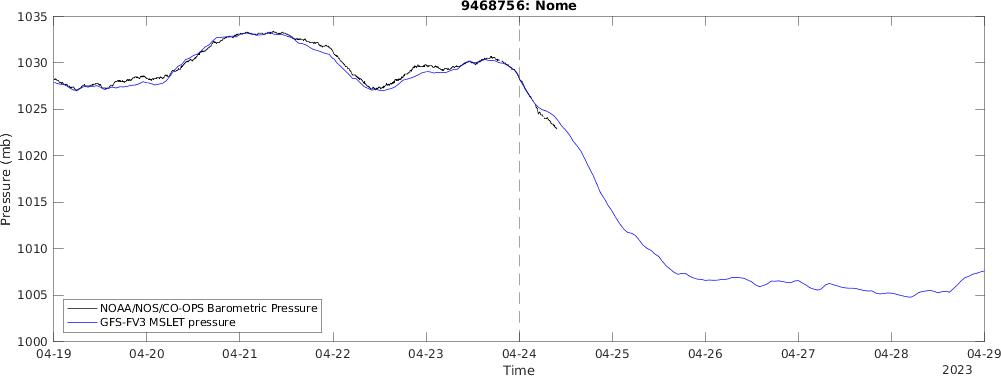 9468756: Nome
1035
1030
1025
1020
1015
1010
1005
1000
Pressure (mb)
NOAA/NOS/CO-OPS Barometric Pressure
GFS-FV3 MSLET pressure
04-19 04-20 04-21 04-22 04-23 04-24 04-25 04-26 04-27 04-28 04-29
Time
2023